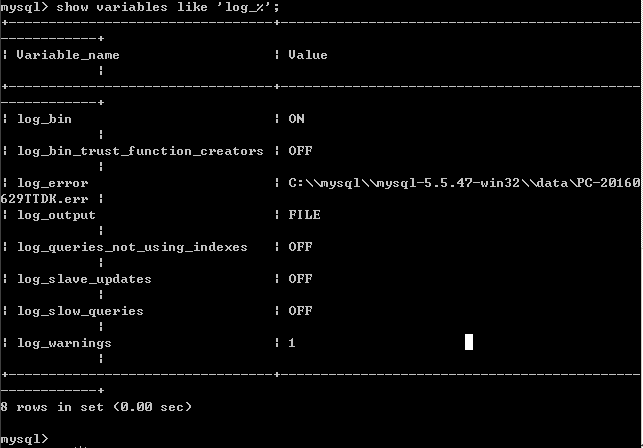 mysql> show variables like 'log_%';
+---------------------------------+--------------------------------------------
------------+
¦ Variable_name                   ¦ Value
            ¦
+---------------------------------+--------------------------------------------
------------+
¦ log_bin                         ¦ ON
            ¦
¦ log_bin_trust_function_creators ¦ OFF
            ¦
¦ log_error                       ¦ C:\\mysql\\mysql-5.5.47-win32\\data\PC-20160
629TTDK.err ¦
¦ log_output                      ¦ FILE
            ¦
¦ log_queries_not_using_indexes   ¦ OFF
            ¦
¦ log_slave_updates               ¦ OFF
            ¦
¦ log_slow_queries                ¦ OFF
            ¦
¦ log_warnings                    ¦ 1
            ¦
+---------------------------------+--------------------------------------------
------------+
8 rows in set (0.00 sec)
mysql>